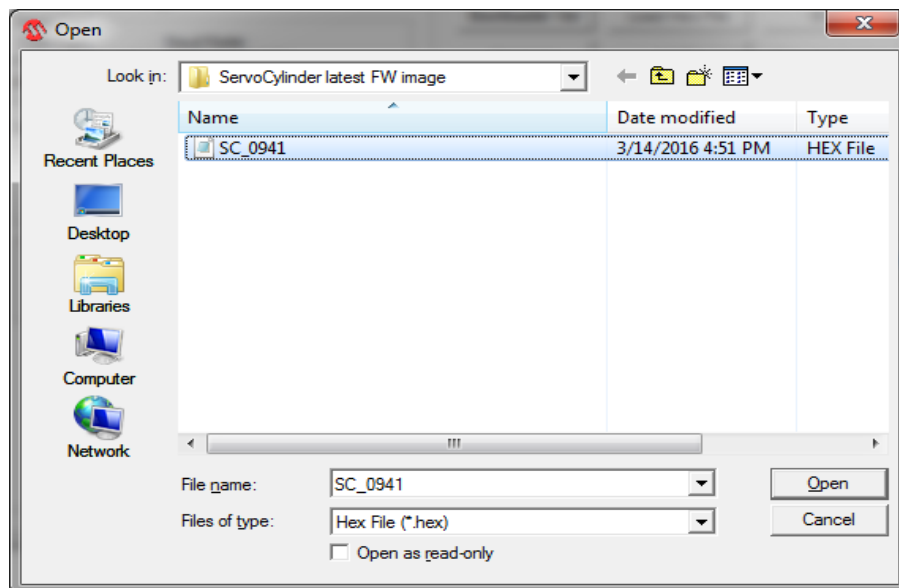 Open
Look in: ServoCylinder latest FW image
Name Date modified Type
SC_0941 3/14/2016 4:51 PM HEX File
Recent Places
Desktop
Libraries
Computer
Network
File name: SC_0941 Open
Files of type: Hex File (*.hex) Cancel
Open as read-only